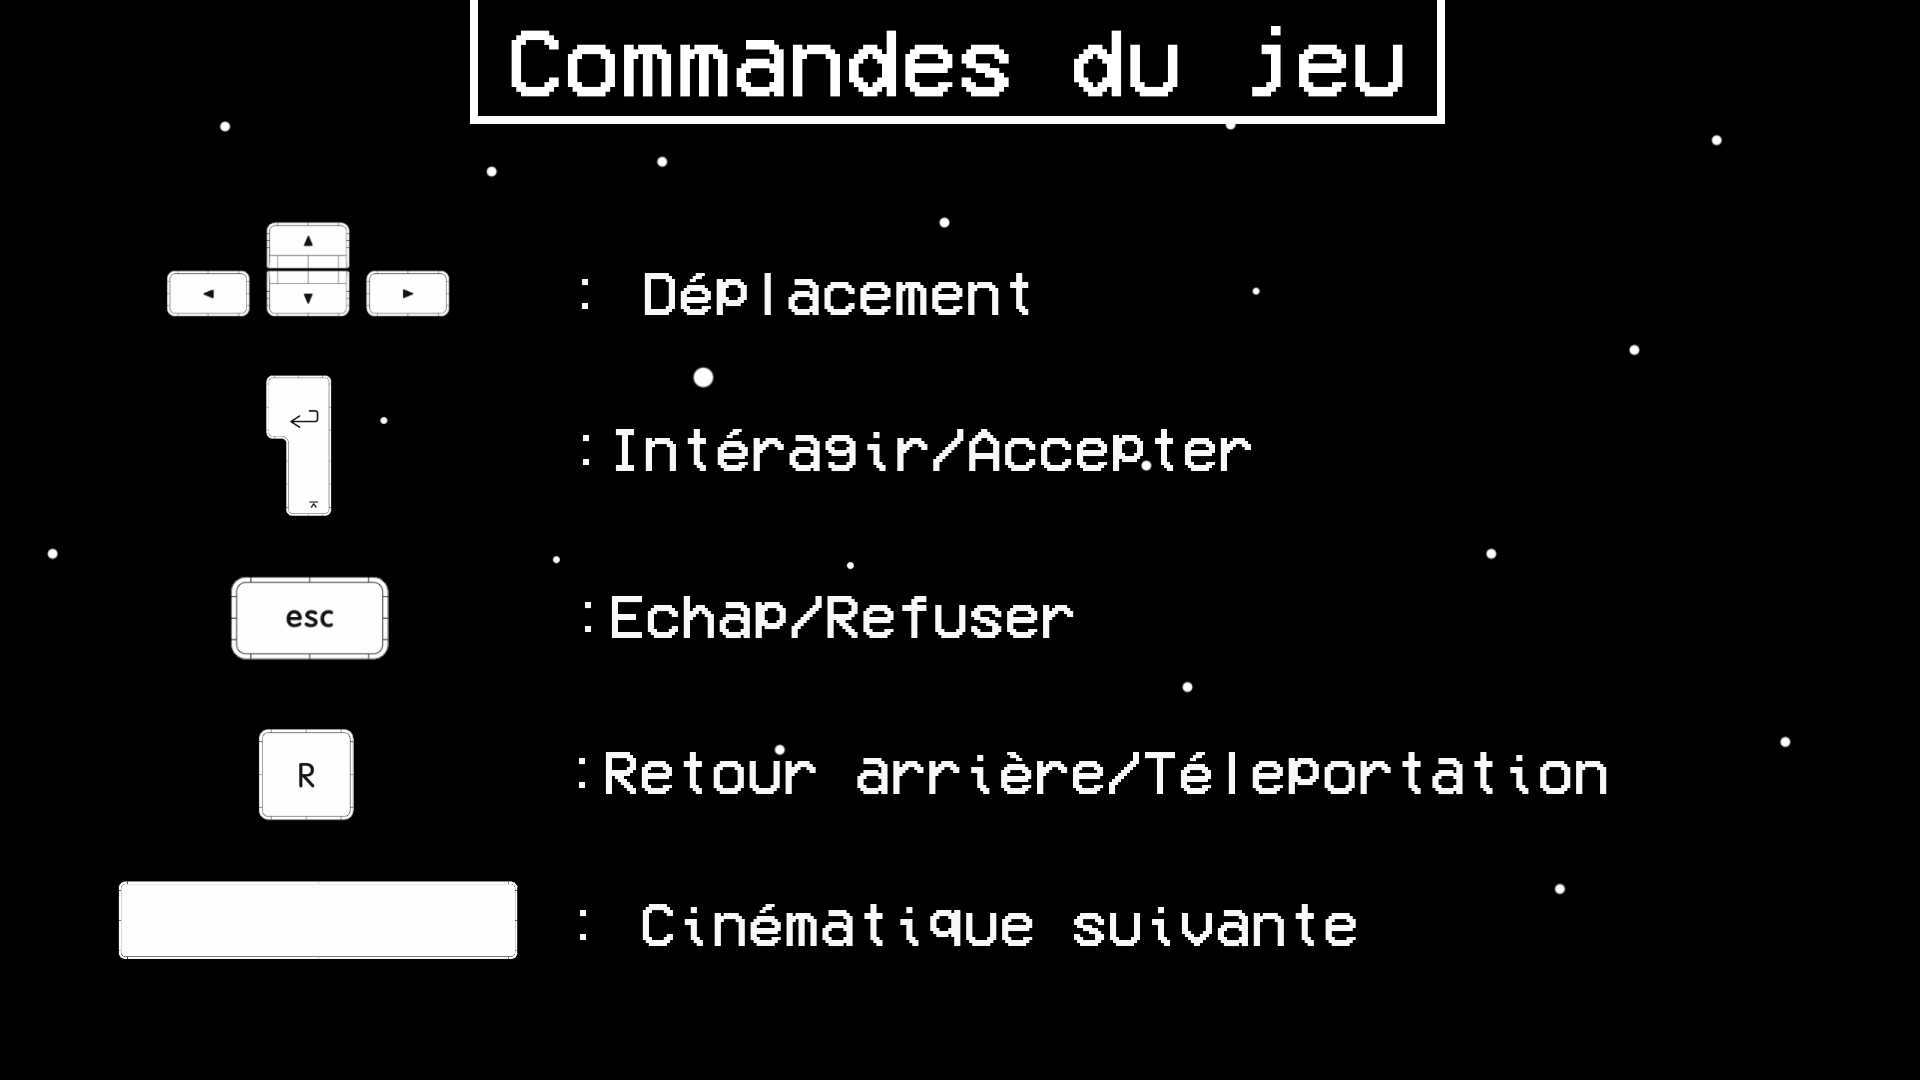 Commandes du jeu
: Déplacement
:Intéragir/Accepter
esc :Echap/Refuser
R :Retour arrière/Téleportation
: Cinématique suivante